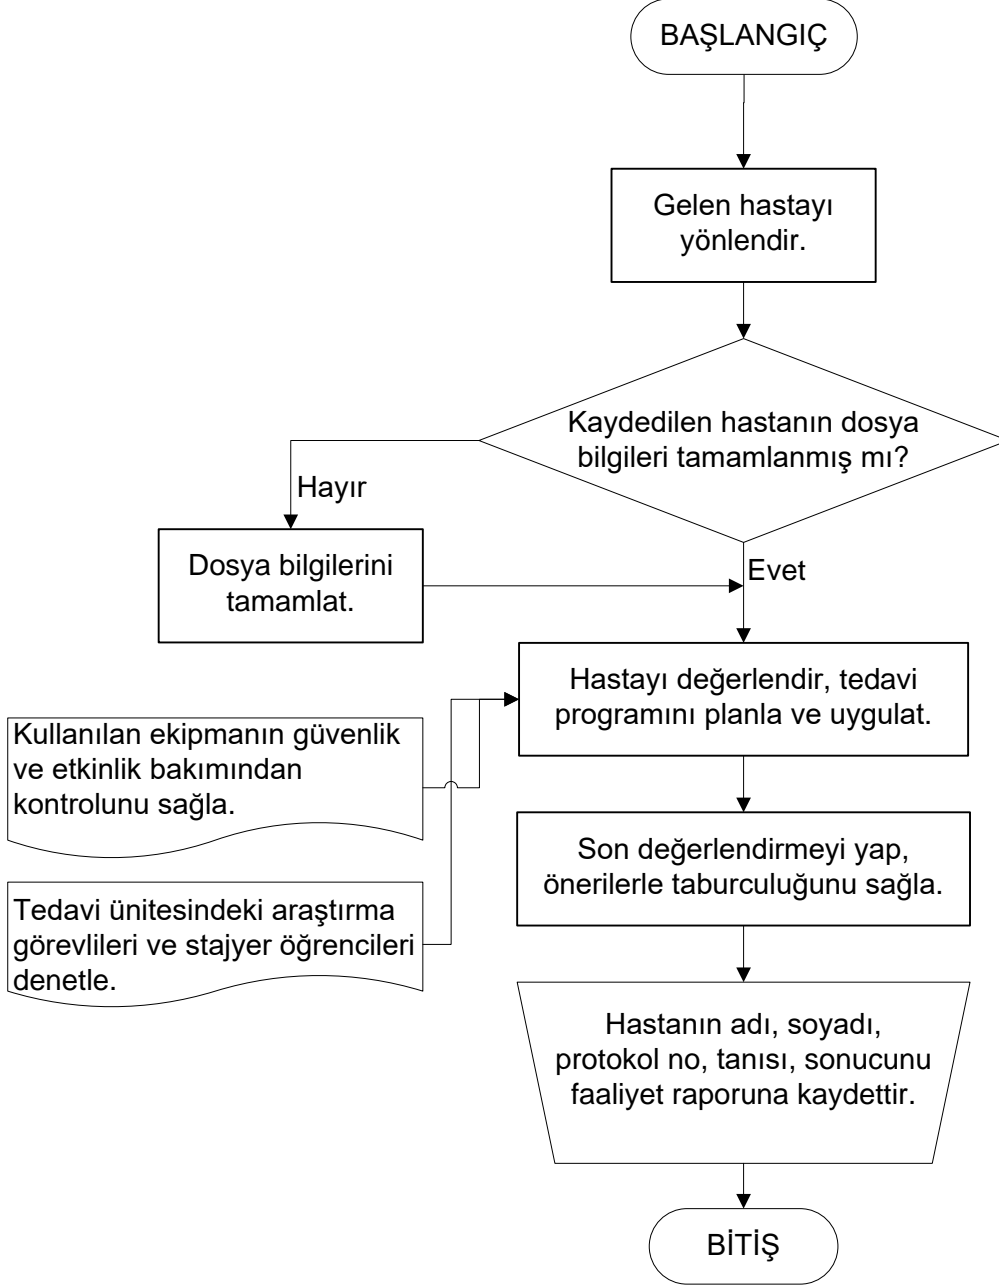 BAŞLANGIÇ
Gelen hastayı
yönlendir.
Kaydedilen hastanın dosya
bilgileri tamamlanmış mı?
Hayır
Evet
Dosya bilgilerini
tamamlat.
Hastayı değerlendir, tedavi
programını planla ve uygulat.
Kullanılan ekipmanın güvenlik
ve etkinlik bakımından
kontrolunu sağla.
Son değerlendirmeyi yap,
önerilerle taburculuğunu sağla.
Tedavi ünitesindeki araştırma
görevlileri ve stajyer öğrencileri
denetle.
Hastanın adı, soyadı,
protokol no, tanısı, sonucunu
faaliyet raporuna kaydettir.
BİTİŞ